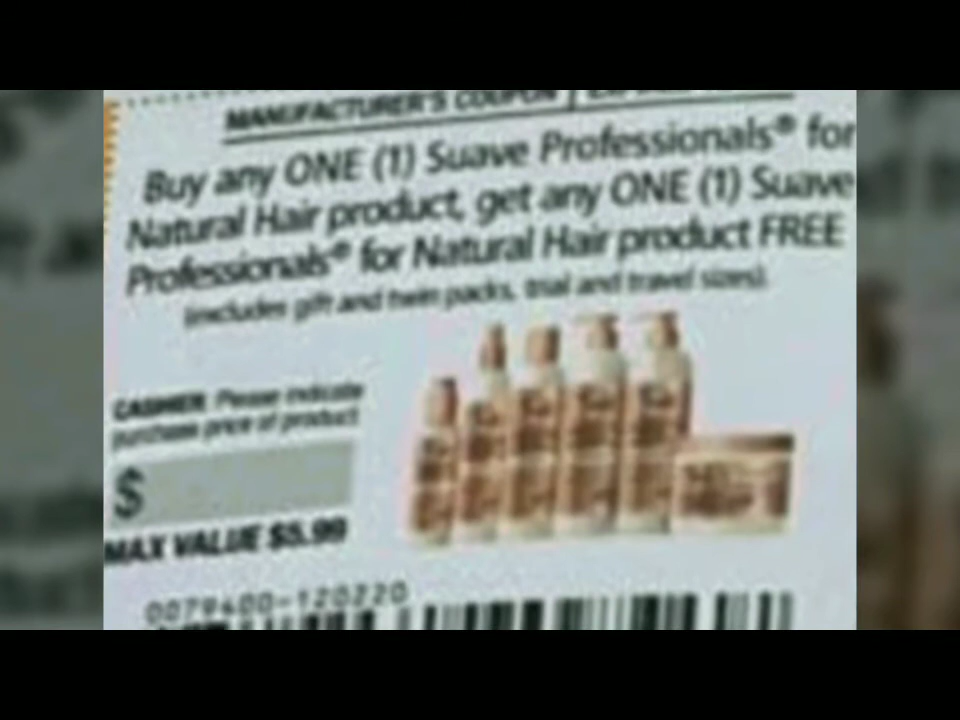 MANUFACTURER'S COUPON
Buy any ONE (1) Suave Professionals® for
Natural Hair product, get any ONE (1) Suave
Professionals® for Natural Hair product FREE
(excludes gift and twin packs, trial and travel sizes).
CASHIER: Please indicate
purchase price of product
$
MAX VALUE $5.99
0079400-120220